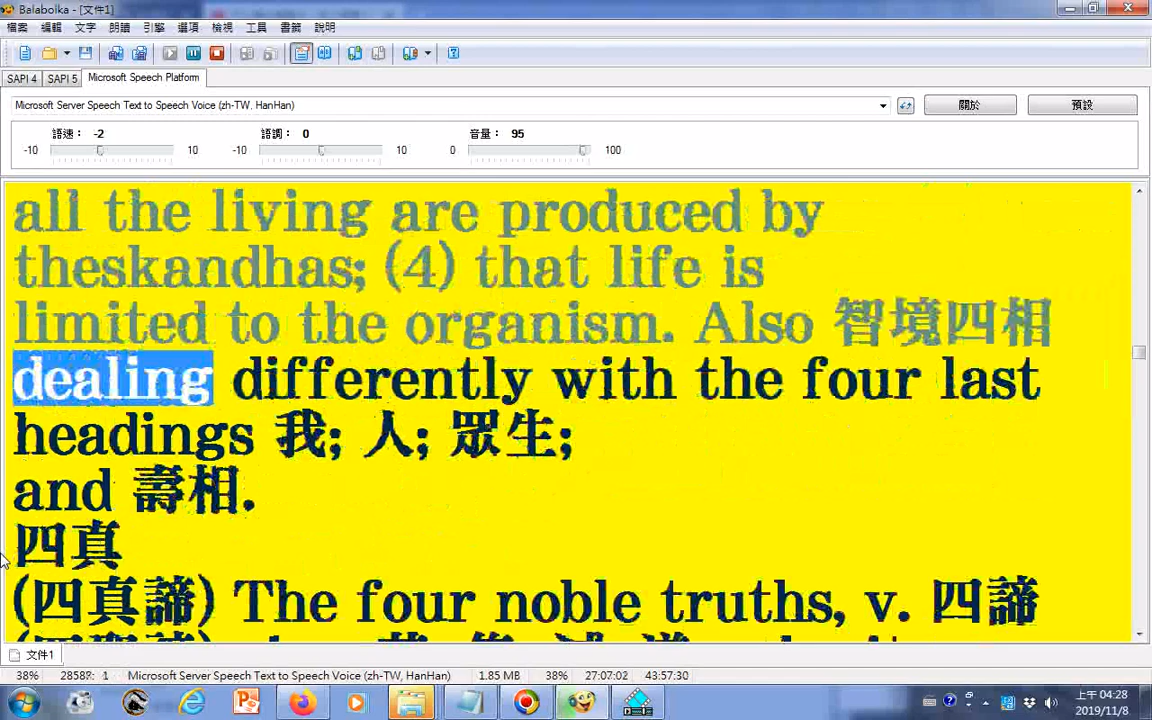 Balabolka - [文件1]
檔案 編輯 文字 朗讀 引擎 選項 檢視 工具 書籤 說明
SAPI 4 SAPI 5 Microsoft Speech Platform
Microsoft Server Speech Text to Speech Voice (zh-TW, HanHan) 關於 預設
語速： -2 語調： 0 音量： 95
-10 10 -10 10 0 100
all the living are produced by
theskandhas; (4) that life is
limited to the organism. Also 智境四相
dealing differently with the four last
headings 我; 人; 眾生;
and 壽相.
四真
(四真諦) The four noble truths, v. 四諦
文件1
38% 28587: 1 Microsoft Server Speech Text to Speech Voice (zh-TW, HanHan) 1.85 MB 38% 27:07:02 43:57:30
上午 04:28
2019/11/8